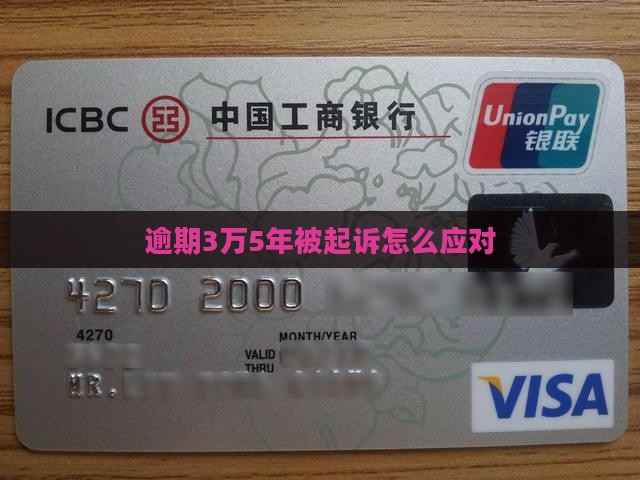 ICBC 中国工商银行
UnionPay
银联
逾期3万5年被起诉怎么应对
4270 2000
4270
MONTH/YEAR
VALID
THRU
MR.
VISA